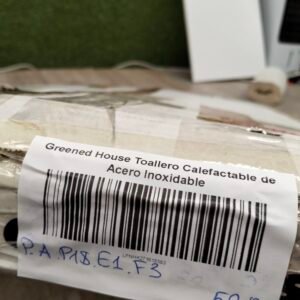 Greened House Toallero Calefactable de
Acero Inoxidable
P.A.P18.E1.F3